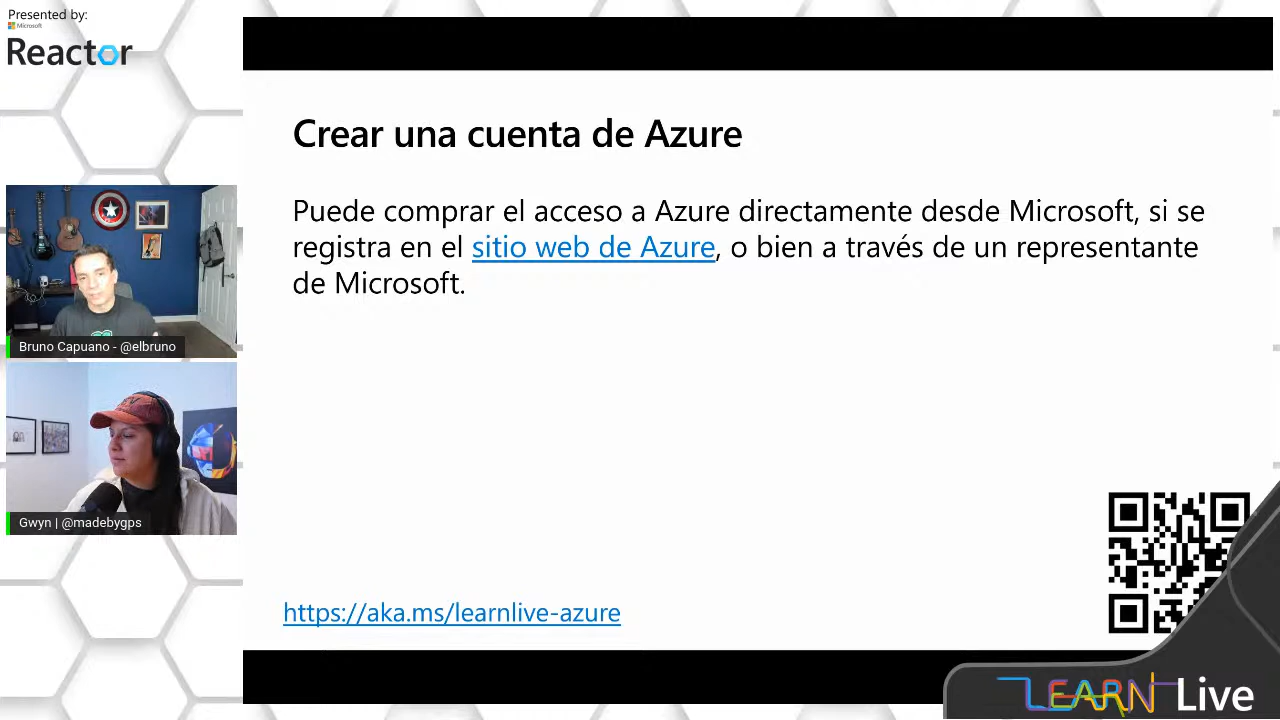 Presented by:
Microsoft
Reactor
Crear una cuenta de Azure
Puede comprar el acceso a Azure directamente desde Microsoft, si se
registra en el sitio web de Azure, o bien a través de un representante
de Microsoft.
Bruno Capuano - @elbruno
Gwyn | @madebygps
https://aka.ms/learnlive-azure
LEARN Live